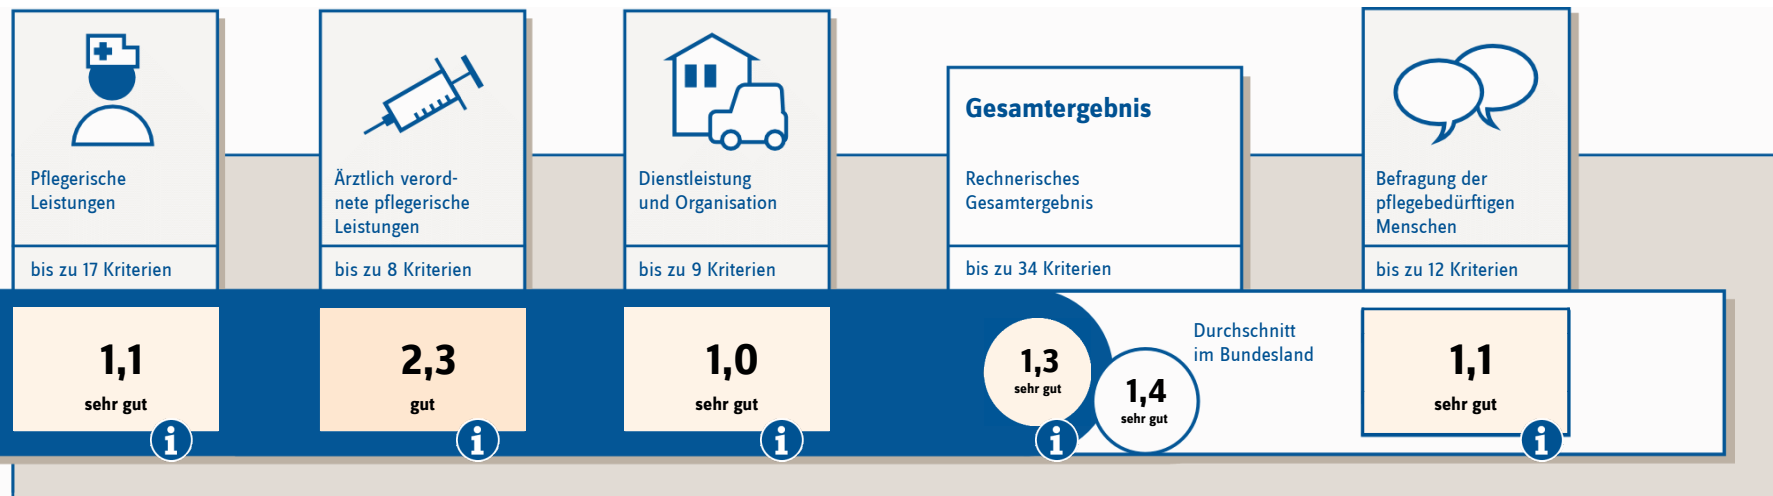 Pflegerische
Leistungen
bis zu 17 Kriterien
1,1
sehr gut
i
Ärztlich verord-
nete pflegerische
Leistungen
bis zu 8 Kriterien
2,3
gut
i
Dienstleistung
und Organisation
bis zu 9 Kriterien
1,0
sehr gut
i
Gesamtergebnis
Rechnerisches
Gesamtergebnis
bis zu 34 Kriterien
1,3
sehr gut
i
1,4
sehr gut
Durchschnitt
im Bundesland
Befragung der
pflegebedürftigen
Menschen
bis zu 12 Kriterien
1,1
sehr gut
i